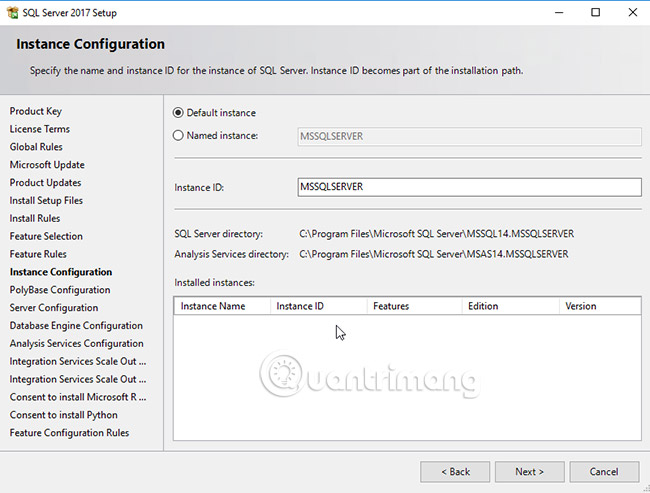 SQL Server 2017 Setup
Instance Configuration
Specify the name and instance ID for the instance of SQL Server. Instance ID becomes part of the installation path.
Product Key
License Terms
Global Rules
Microsoft Update
Product Updates
Install Setup Files
Install Rules
Feature Selection
Feature Rules
Instance Configuration
PolyBase Configuration
Server Configuration
Database Engine Configuration
Analysis Services Configuration
Integration Services Scale Out ...
Integration Services Scale Out ...
Consent to install Microsoft R ...
Consent to install Python
Feature Configuration Rules
Default instance
Named instance: MSSQLSERVER
Instance ID: MSSQLSERVER
SQL Server directory: C:\Program Files\Microsoft SQL Server\MSSQL14.MSSQLSERVER
Analysis Services directory: C:\Program Files\Microsoft SQL Server\MSAS14.MSSQLSERVER
Installed instances:
Instance Name Instance ID Features Edition Version
Quantrimang
< Back Next > Cancel